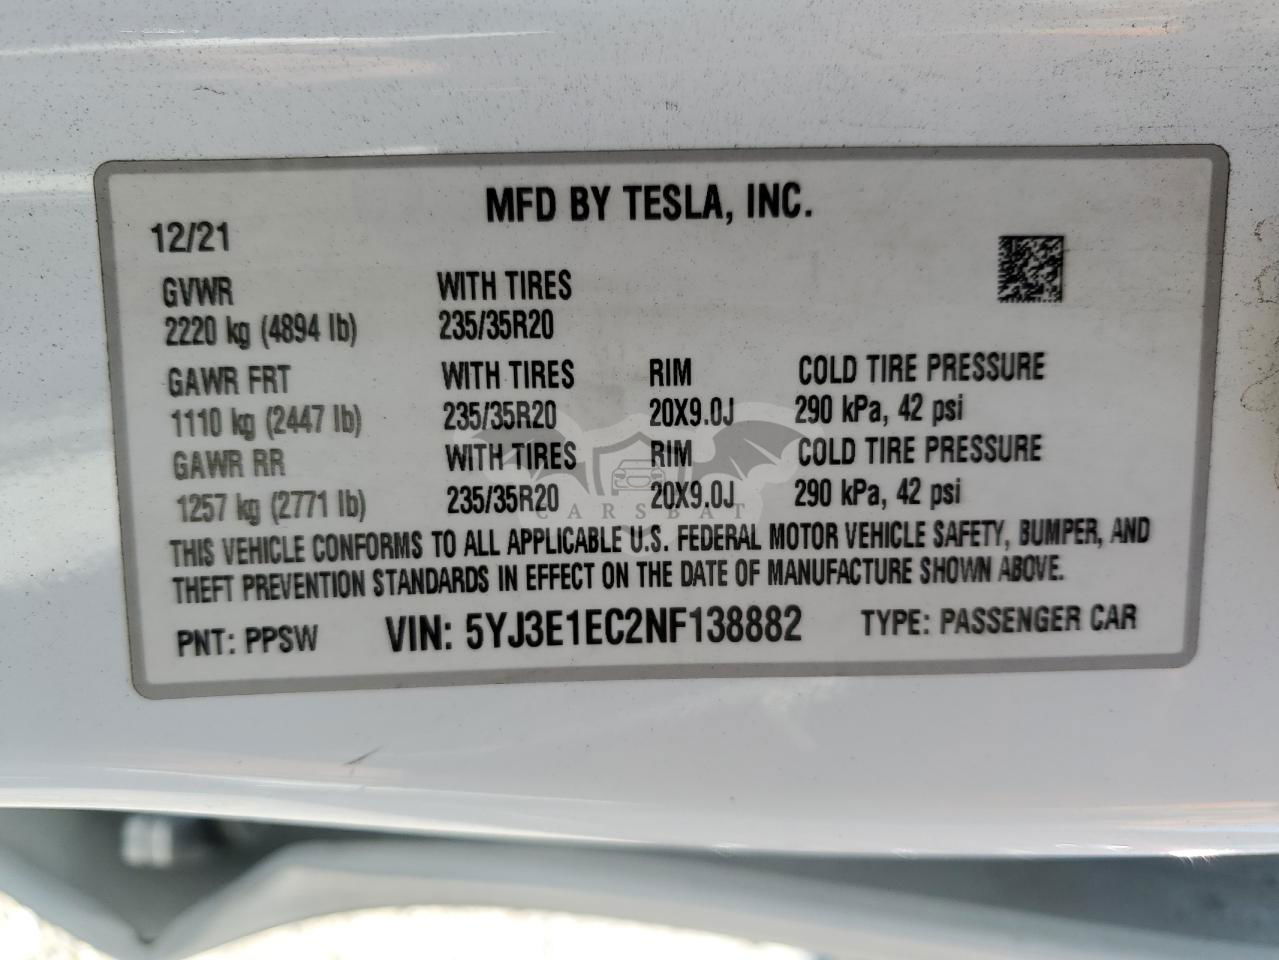 MFD BY TESLA, INC.
12/21
GVWR WITH TIRES
2220 kg (4894 lb) 235/35R20
GAWR FRT WITH TIRES RIM COLD TIRE PRESSURE
1110 kg (2447 lb) 235/35R20 20X9.0J 290 kPa, 42 psi
GAWR RR WITH TIRES RIM COLD TIRE PRESSURE
1257 kg (2771 lb) 235/35R20 20X9.0J 290 kPa, 42 psi
CARSBAT
THIS VEHICLE CONFORMS TO ALL APPLICABLE U.S. FEDERAL MOTOR VEHICLE SAFETY, BUMPER, AND
THEFT PREVENTION STANDARDS IN EFFECT ON THE DATE OF MANUFACTURE SHOWN ABOVE.
PNT: PPSW VIN: 5YJ3E1EC2NF138882 TYPE: PASSENGER CAR